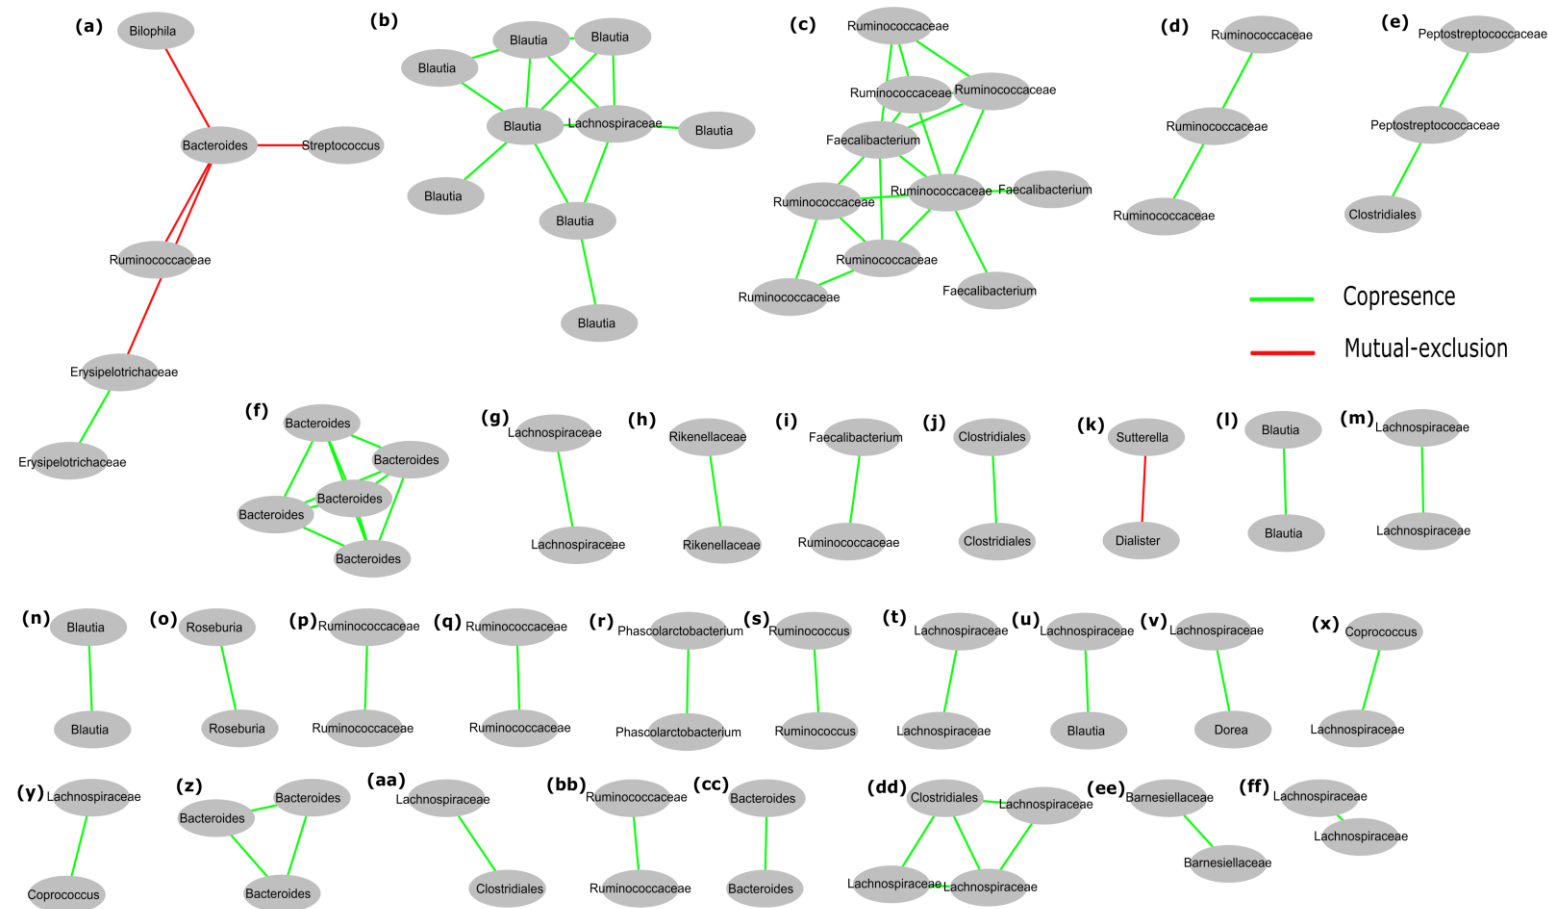 (a)
Bilophila
Bacteroides
Streptococcus
Ruminococcaceae
Erysipelotrichaceae
Erysipelotrichaceae
(b)
Blautia
Blautia
Blautia
Blautia
Lachnospiraceae
Blautia
Blautia
Blautia
Blautia
(c)
Ruminococcaceae
Ruminococcaceae
Ruminococcaceae
Faecalibacterium
Ruminococcaceae
Ruminococcaceae
Faecalibacterium
Ruminococcaceae
Ruminococcaceae
Faecalibacterium
(d)
Ruminococcaceae
Ruminococcaceae
Ruminococcaceae
(e)
Peptostreptococcaceae
Peptostreptococcaceae
Clostridiales
Copresence
Mutual-exclusion
(f)
Bacteroides
Bacteroides
Bacteroides
Bacteroides
Bacteroides
(g)
Lachnospiraceae
Lachnospiraceae
(h)
Rikenellaceae
Rikenellaceae
(i)
Faecalibacterium
Ruminococcaceae
(j)
Clostridiales
Clostridiales
(k)
Sutterella
Dialister
(l)
Blautia
Blautia
(m)
Lachnospiraceae
Lachnospiraceae
(n)
Blautia
Blautia
(o)
Roseburia
Roseburia
(p)
Ruminococcaceae
Ruminococcaceae
(q)
Ruminococcaceae
Ruminococcaceae
(r)
Phascolarctobacterium
Phascolarctobacterium
(s)
Ruminococcus
Ruminococcus
(t)
Lachnospiraceae
Lachnospiraceae
(u)
Lachnospiraceae
Blautia
(v)
Lachnospiraceae
Dorea
(x)
Coprococcus
Lachnospiraceae
(y)
Lachnospiraceae
Coprococcus
(z)
Bacteroides
Bacteroides
Bacteroides
(aa)
Lachnospiraceae
Clostridiales
(bb)
Ruminococcaceae
Ruminococcaceae
(cc)
Bacteroides
Bacteroides
(dd)
Clostridiales
Lachnospiraceae
Lachnospiraceae
Lachnospiraceae
(ee)
Barnesiellaceae
Barnesiellaceae
(ff)
Lachnospiraceae
Lachnospiraceae